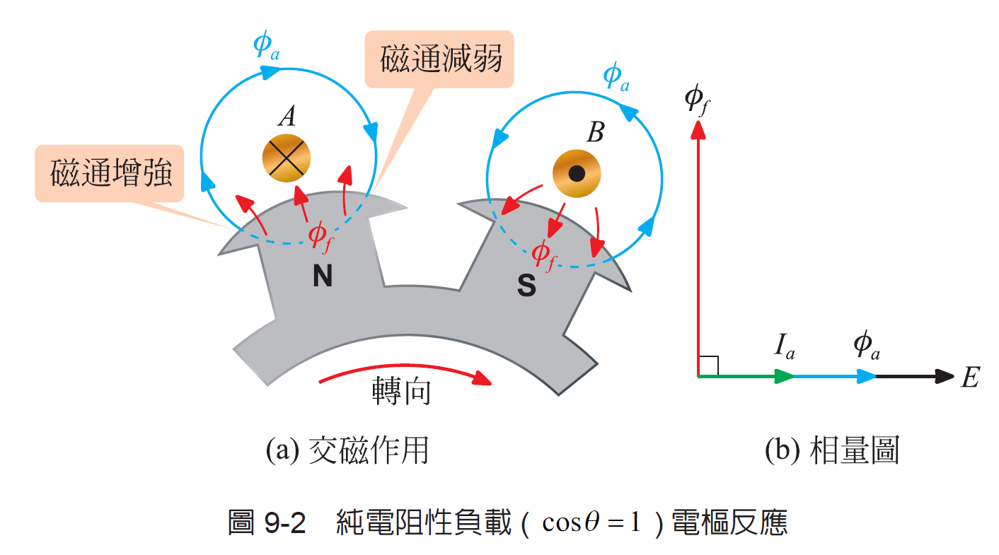 ϕa
磁通減弱
ϕa
A
B
磁通增強
ϕf
ϕf
N
S
轉向
(a) 交磁作用
ϕf
Ia
ϕa
E
(b) 相量圖
圖 9-2 純電阻性負載 ( cosθ = 1 ) 電樞反應